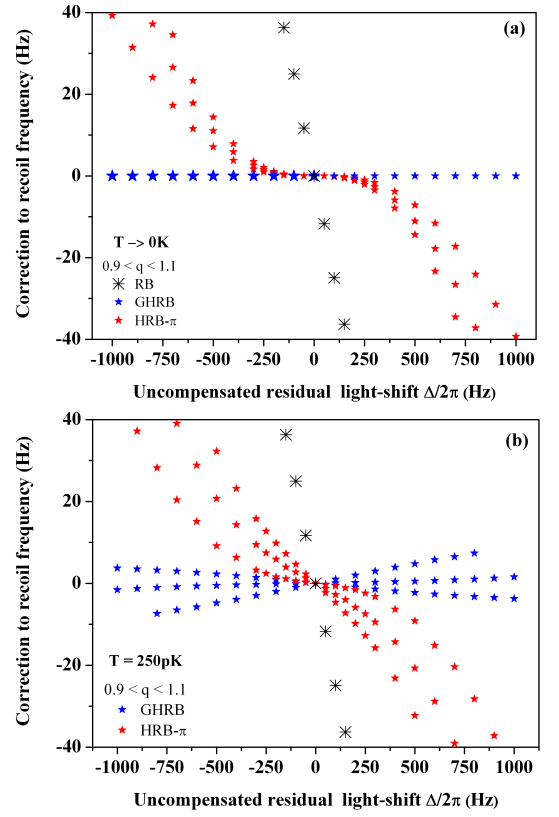 (a)
Correction to recoil frequency (Hz)
40
20
0
-20
-40
T –> 0K
0.9 < q < 1.1
RB
GHRB
HRB-π
-1000 -750 -500 -250 0 250 500 750 1000
Uncompensated residual light-shift Δ/2π (Hz)
(b)
Correction to recoil frequency (Hz)
40
20
0
-20
-40
T = 250pK
0.9 < q < 1.1
GHRB
HRB-π
-1000 -750 -500 -250 0 250 500 750 1000
Uncompensated residual light-shift Δ/2π (Hz)